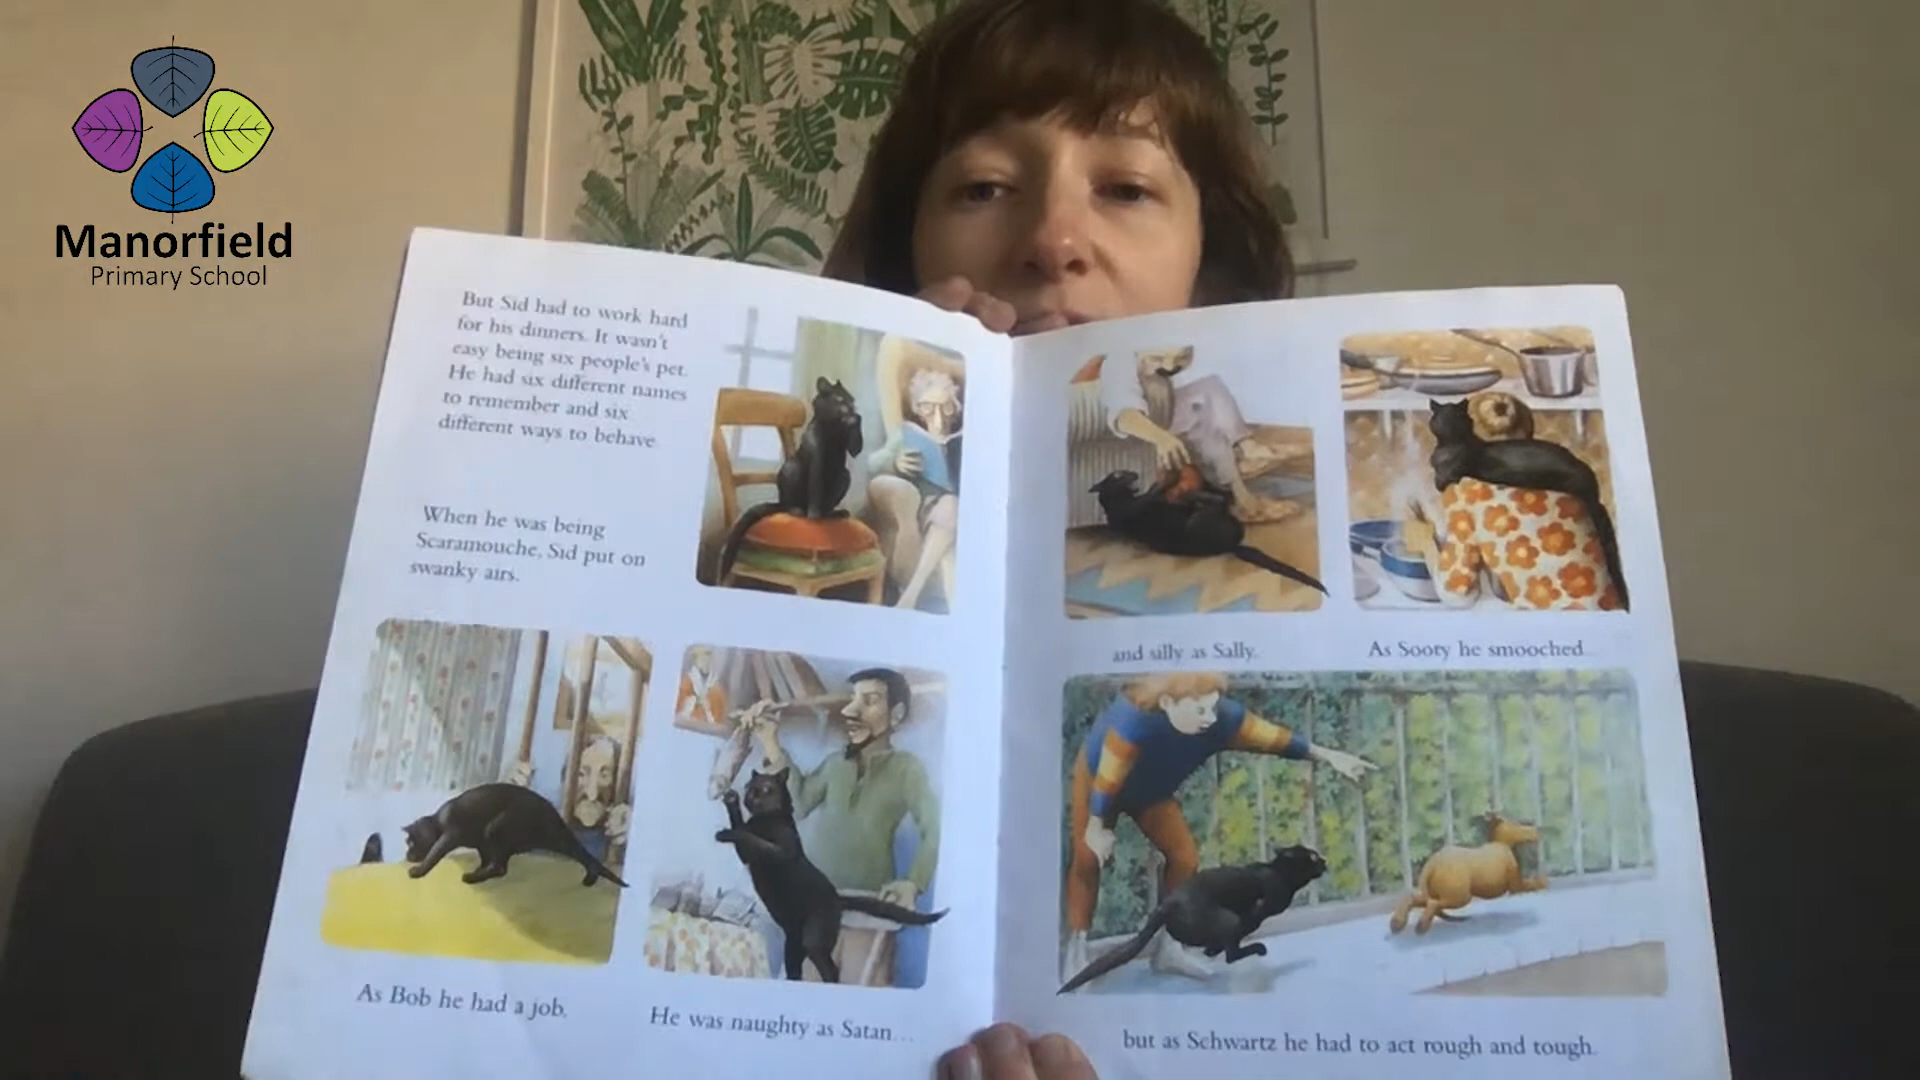 Manorfield
Primary School
But Sid had to work hard
for his dinners. It wasn't
easy being six people's pet.
He had six different names
to remember and six
different ways to behave.
When he was being
Scaramouche, Sid put on
swanky airs.
As Bob he had a job.
He was naughty as Satan...
and silly as Sally.
As Sooty he smooched...
but as Schwartz he had to act rough and tough.